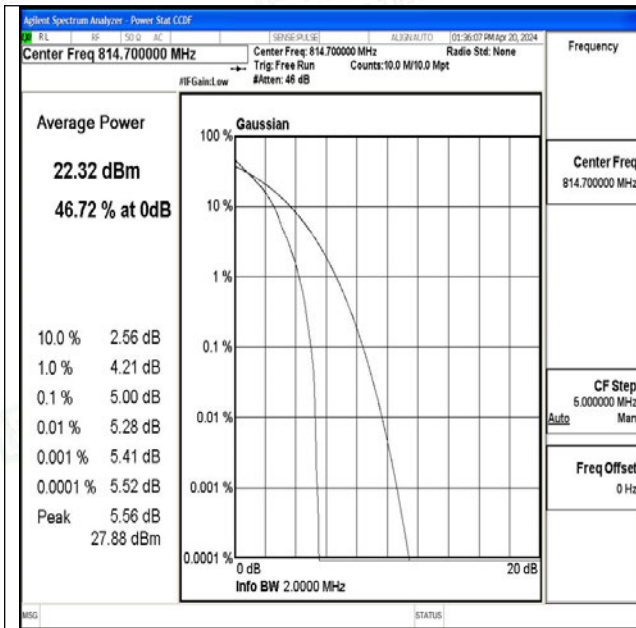 Agilent Spectrum Analyzer - Power Stat CCDF
RL RF 50 Ω AC SENSE:PULSE ALIGN AUTO 01:36:07 PM Apr 20, 2024
Center Freq 814.700000 MHz
Center Freq: 814.700000 MHz Radio Std: None
Trig: Free Run Counts:10.0 M/10.0 Mpt
#IFGain:Low #Atten: 46 dB
Frequency
Average Power
22.32 dBm
46.72 % at 0dB
10.0 % 2.56 dB
1.0 % 4.21 dB
0.1 % 5.00 dB
0.01 % 5.28 dB
0.001 % 5.41 dB
0.0001 % 5.52 dB
Peak 5.56 dB
27.88 dBm
Gaussian
100 %
10 %
1 %
0.1 %
0.01 %
0.001 %
0.0001 %
0 dB 20 dB
Info BW 2.0000 MHz
Center Freq
814.700000 MHz
CF Step
5.000000 MHz
Auto Man
Freq Offset
0 Hz
MSG STATUS